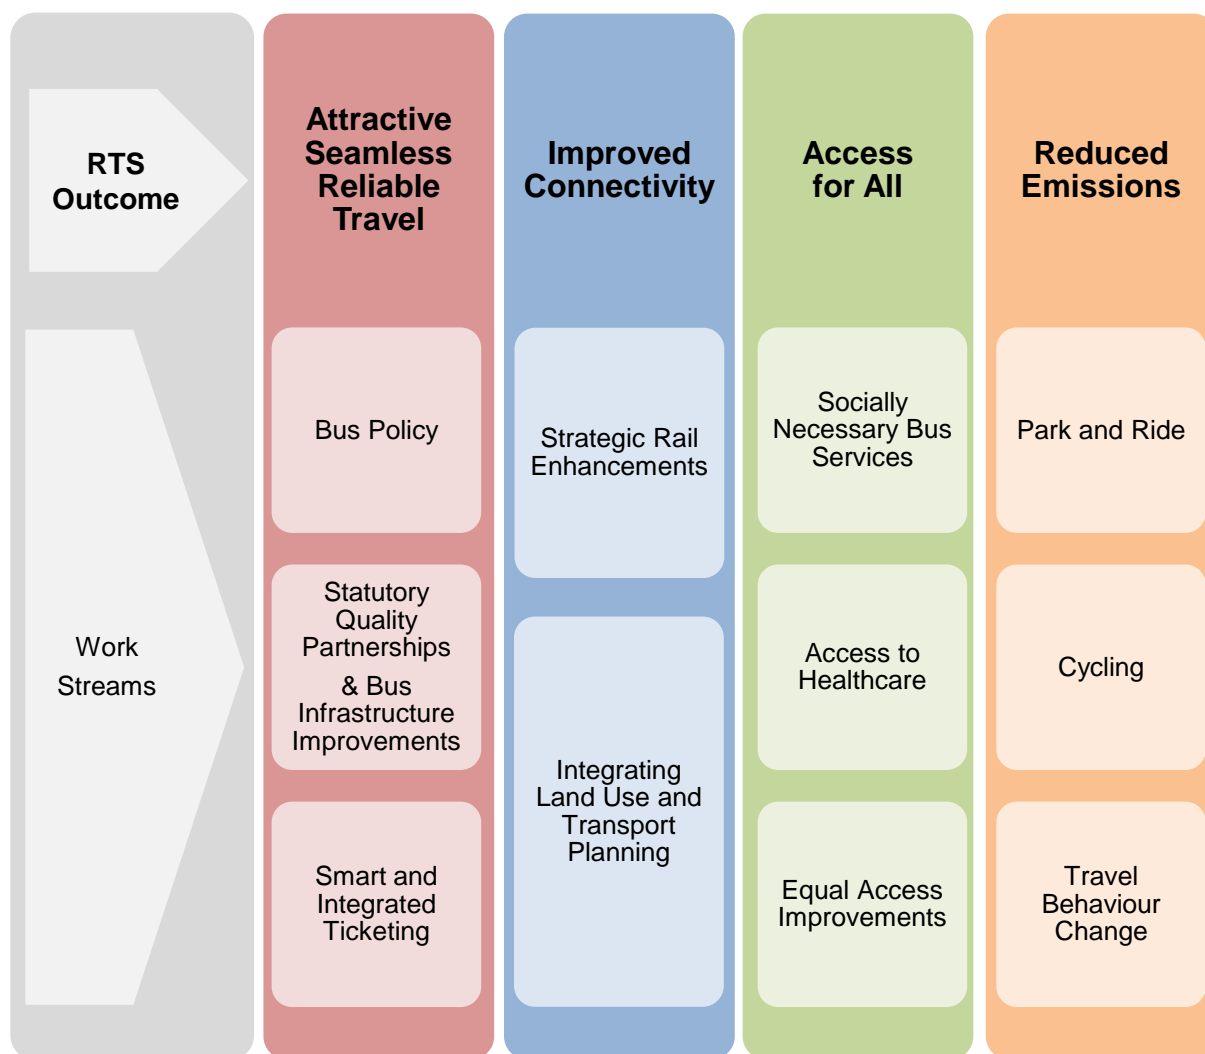 RTS
Outcome
Attractive
Seamless
Reliable
Travel
Improved
Connectivity
Access
for All
Reduced
Emissions
Work
Streams
Bus Policy
Statutory
Quality
Partnerships
& Bus
Infrastructure
Improvements
Smart and
Integrated
Ticketing
Strategic Rail
Enhancements
Integrating
Land Use and
Transport
Planning
Socially
Necessary Bus
Services
Access to
Healthcare
Equal Access
Improvements
Park and Ride
Cycling
Travel
Behaviour
Change